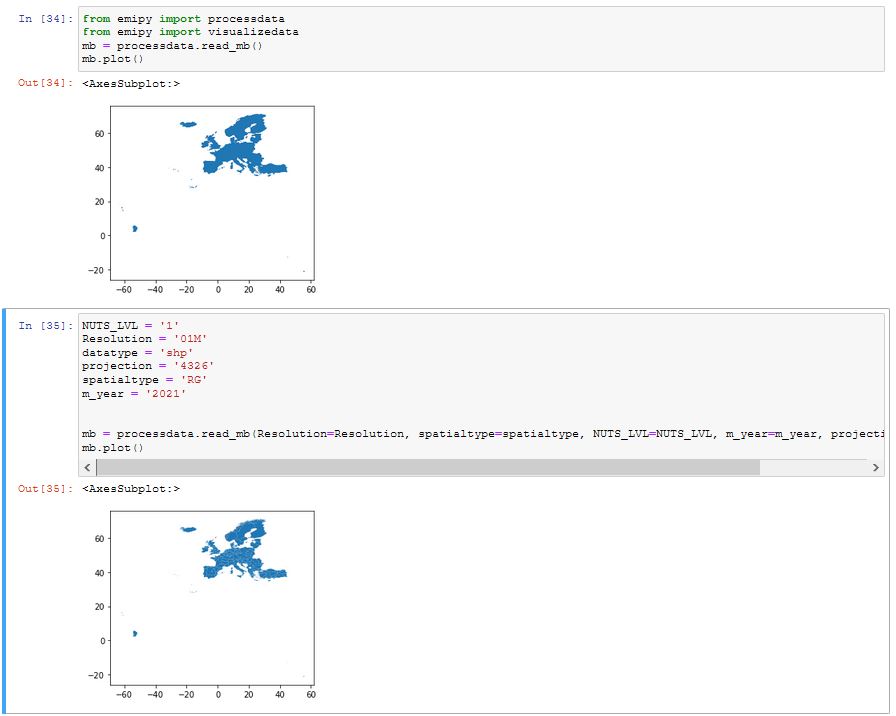 In [34]:
from emipy import processdata
from emipy import visualizedata
mb = processdata.read_mb()
mb.plot()
Out[34]: <AxesSubplot:>
60
40
20
0
−20
−60 −40 −20 0 20 40 60
In [35]:
NUTS_LVL = '1'
Resolution = '01M'
datatype = 'shp'
projection = '4326'
spatialtype = 'RG'
m_year = '2021'
mb = processdata.read_mb(Resolution=Resolution, spatialtype=spatialtype, NUTS_LVL=NUTS_LVL, m_year=m_year, projecti
mb.plot()
Out[35]: <AxesSubplot:>
60
40
20
0
−20
−60 −40 −20 0 20 40 60